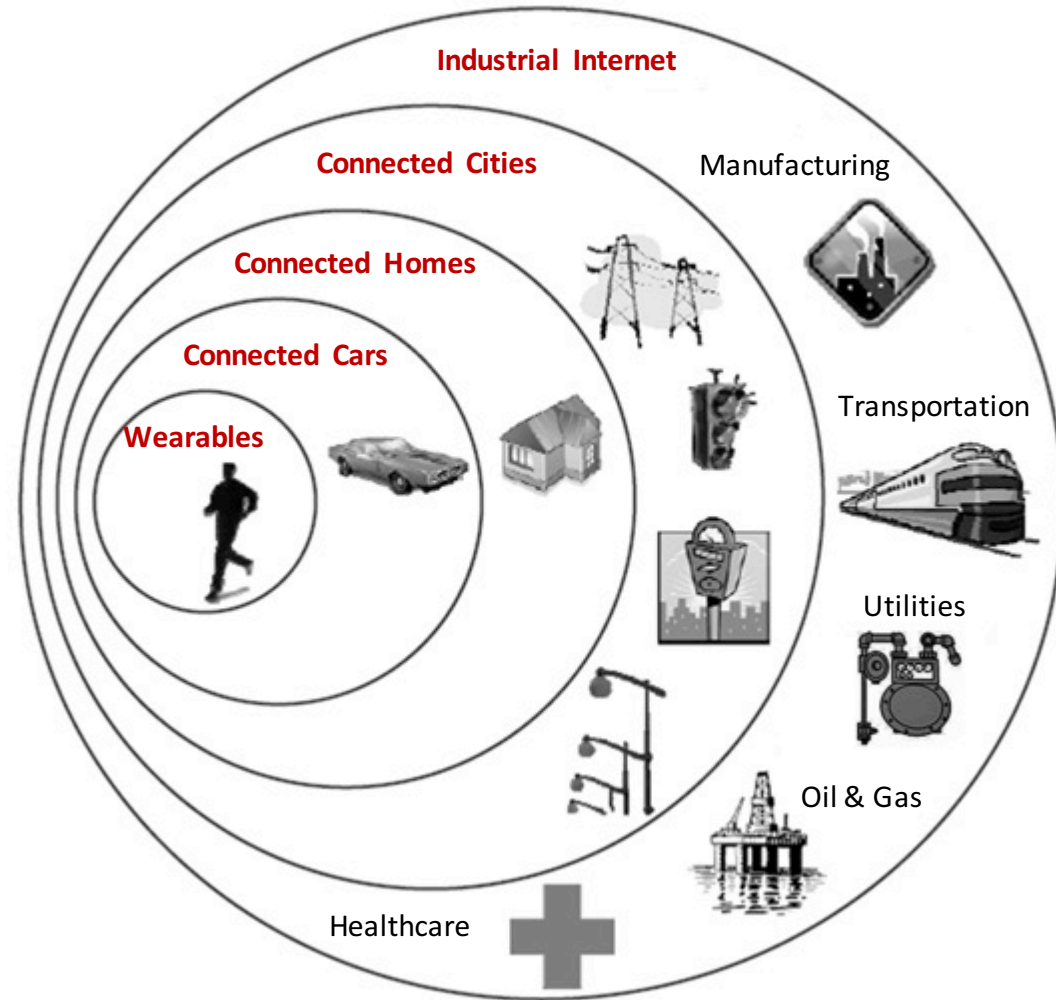 Industrial Internet
Connected Cities
Manufacturing
Connected Homes
Connected Cars
Transportation
Wearables
Utilities
Oil & Gas
Healthcare